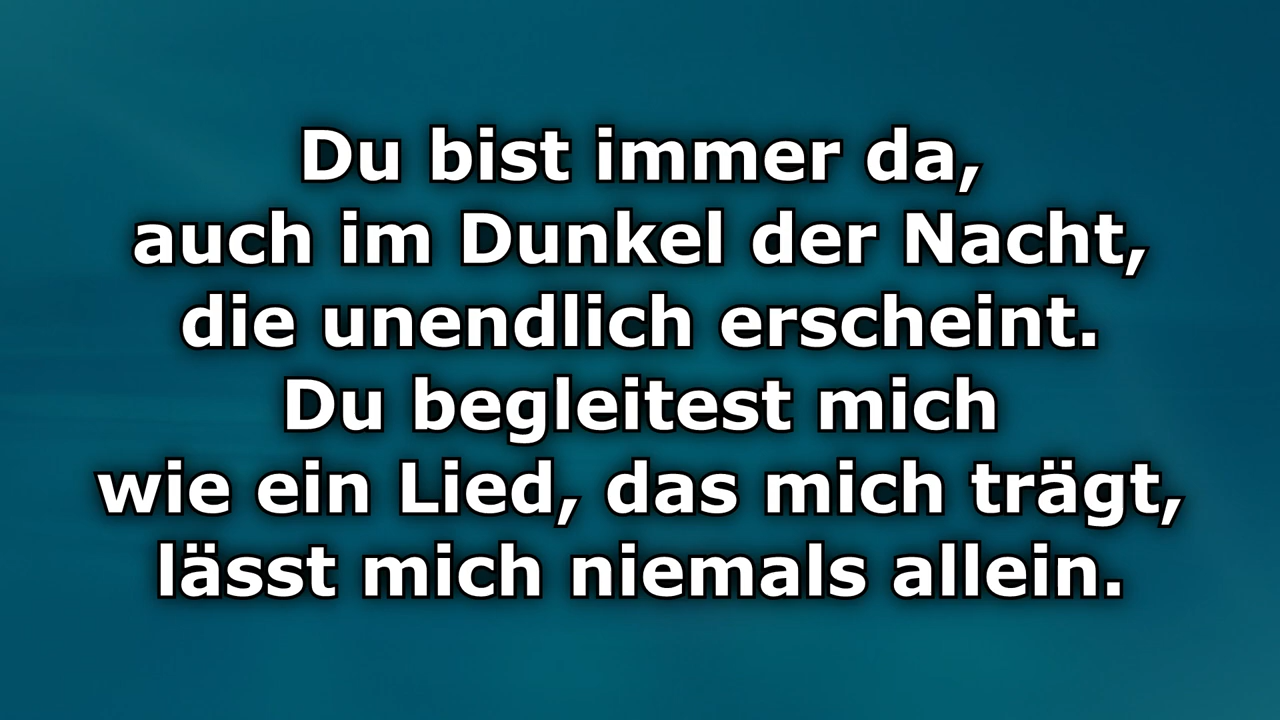 Du bist immer da,
auch im Dunkel der Nacht,
die unendlich erscheint.
Du begleitest mich
wie ein Lied, das mich trägt,
lässt mich niemals allein.